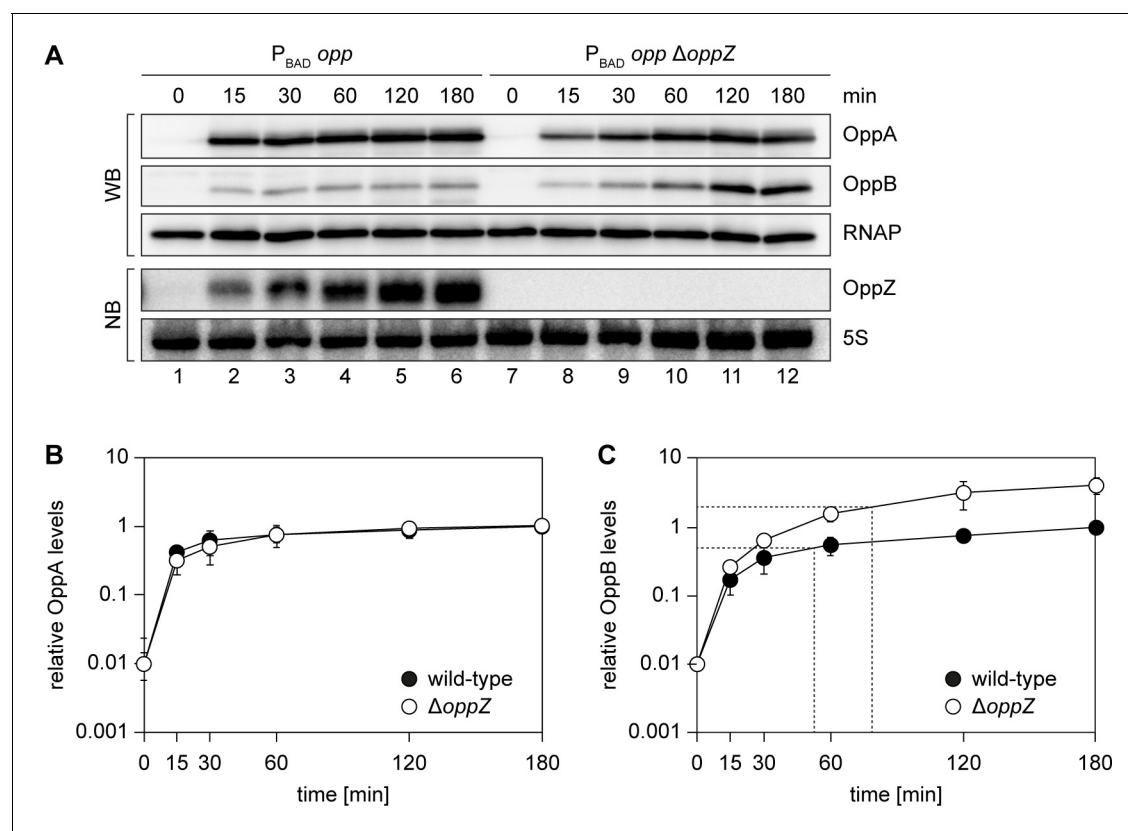 A
P_BAD opp P_BAD opp ΔoppZ
0 15 30 60 120 180 0 15 30 60 120 180 min
WB
OppA
OppB
RNAP
NB
OppZ
5S
1 2 3 4 5 6 7 8 9 10 11 12
B
relative OppA levels
10
1
0.1
0.01
0.001
wild-type
ΔoppZ
0 15 30 60 120 180
time [min]
C
relative OppB levels
10
1
0.1
0.01
0.001
wild-type
ΔoppZ
0 15 30 60 120 180
time [min]